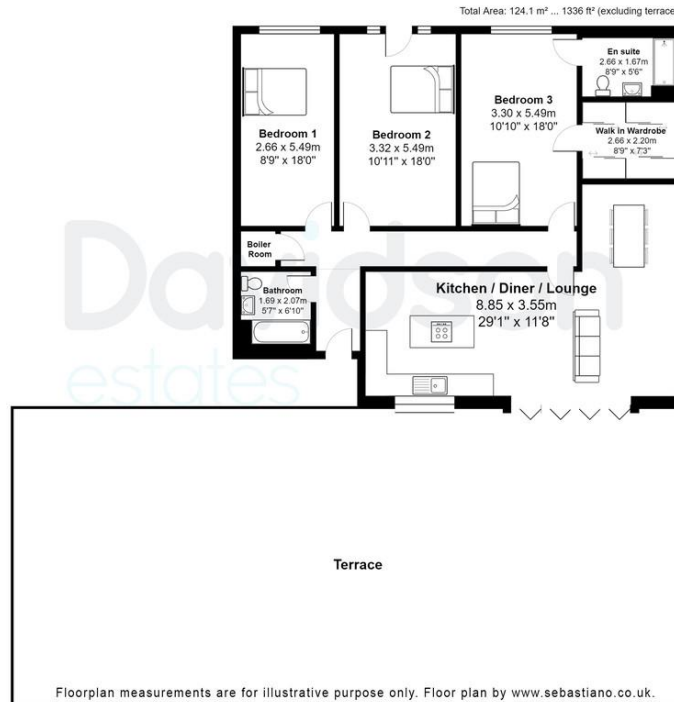 Total Area: 124.1 m² ... 1336 ft² (excluding terrace
En suite
2.66 x 1.67m
8'9" x 5'6"
Bedroom 1
2.66 x 5.49m
8'9" x 18'0"
Bedroom 2
3.32 x 5.49m
10'11" x 18'0"
Bedroom 3
3.30 x 5.49m
10'10" x 18'0"
Walk in Wardrobe
2.66 x 2.20m
8'9" x 7'3"
Boiler
Room
Bathroom
1.69 x 2.07m
5'7" x 6'10"
Kitchen / Diner / Lounge
8.85 x 3.55m
29'1" x 11'8"
Davidson
estates
Terrace
Floorplan measurements are for illustrative purpose only. Floor plan by www.sebastiano.co.uk.